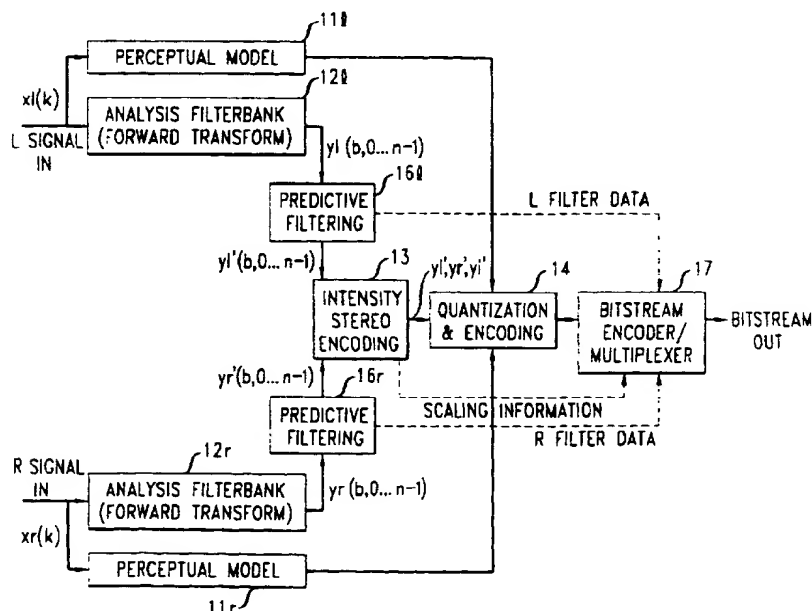 11ℓ
PERCEPTUAL MODEL
12ℓ
xl(k)
ANALYSIS FILTERBANK
(FORWARD TRANSFORM)
L SIGNAL
IN
yl (b,0...n-1)
16ℓ
PREDICTIVE
FILTERING
L FILTER DATA
yl'(b,0...n-1)
13
yl',yr',yi'
14
17
INTENSITY
STEREO
ENCODING
QUANTIZATION
& ENCODING
BITSTREAM
ENCODER/
MULTIPLEXER
BITSTREAM
OUT
yr'(b,0...n-1)
16r
SCALING INFORMATION
PREDICTIVE
FILTERING
R FILTER DATA
12r
R SIGNAL
IN
ANALYSIS FILTERBANK
(FORWARD TRANSFORM)
yr (b,0...n-1)
xr(k)
PERCEPTUAL MODEL
11r